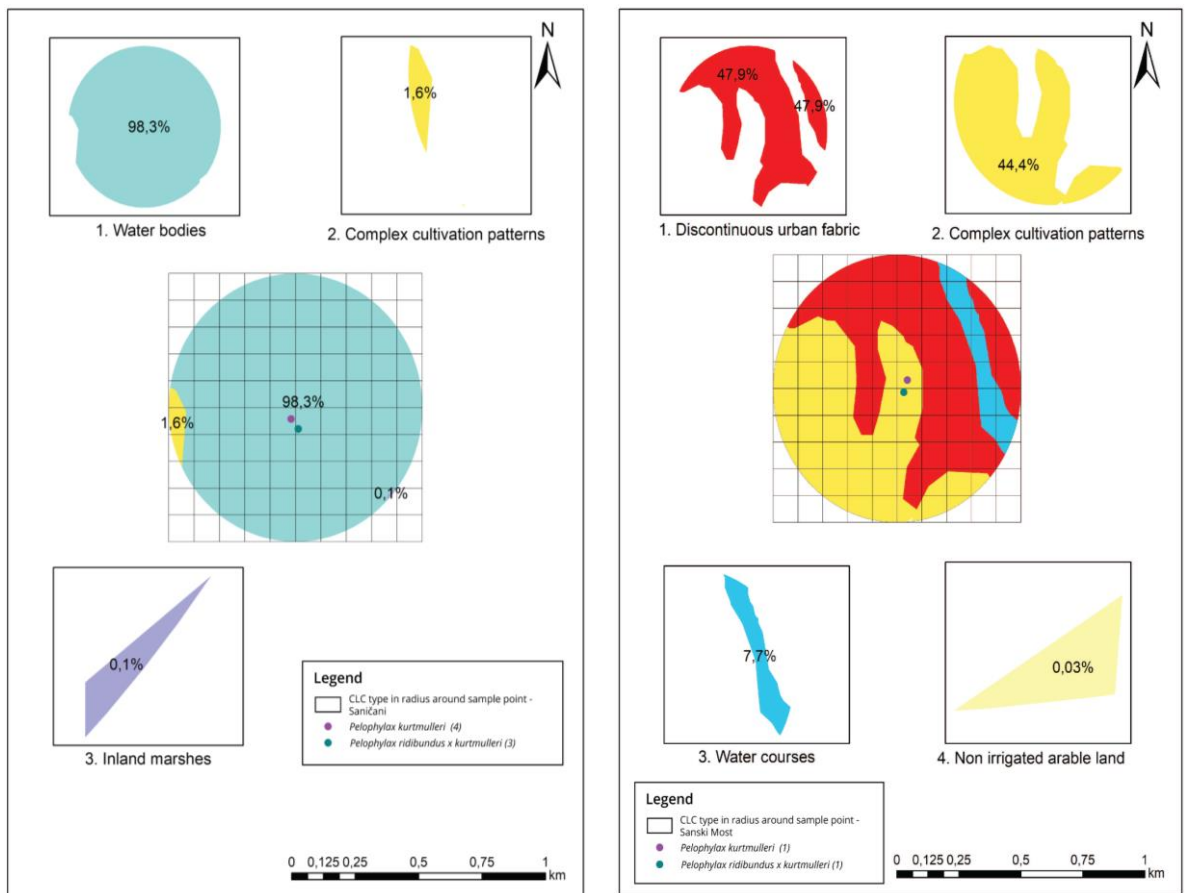 N
98,3%
1,6%
1. Water bodies
2. Complex cultivation patterns
98,3%
1,6%
0,1%
0,1%
3. Inland marshes
Legend
CLC type in radius around sample point -
Saničani
Pelophylax kurtmulleri (4)
Pelophylax ridibundus x kurtmulleri (3)
0 0,125 0,25 0,5 0,75 1
km
N
47,9%
47,9%
44,4%
1. Discontinuous urban fabric
2. Complex cultivation patterns
7,7%
0,03%
3. Water courses
4. Non irrigated arable land
Legend
CLC type in radius around sample point -
Sanski Most
Pelophylax kurtmulleri (1)
Pelophylax ridibundus x kurtmulleri (1)
0 0,125 0,25 0,5 0,75 1
km